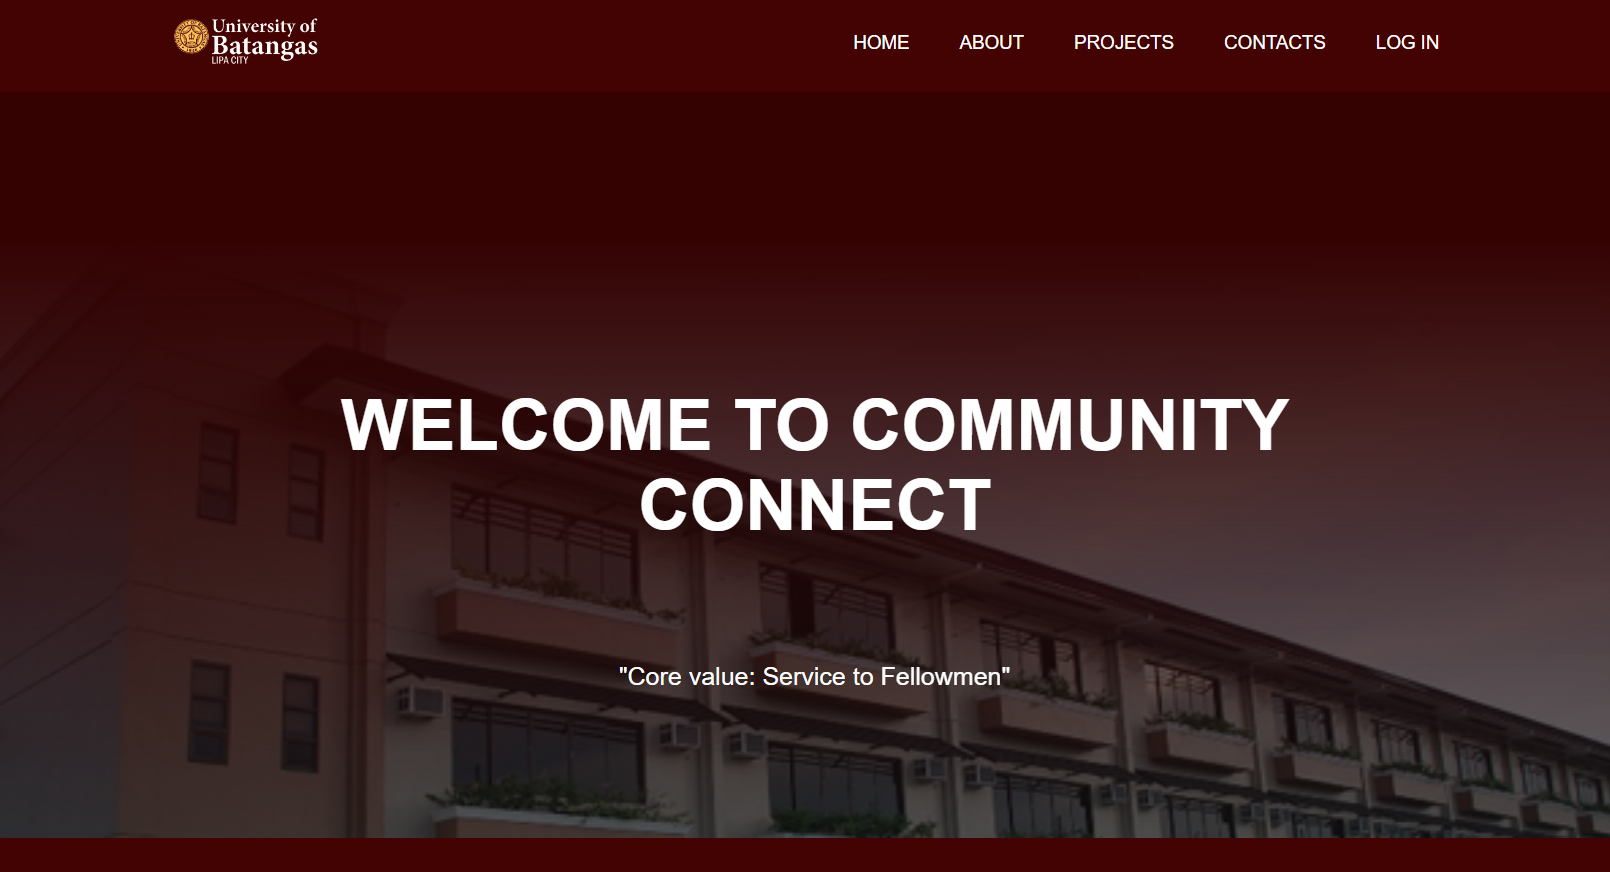 University of
Batangas
LIPA CITY
HOME ABOUT PROJECTS CONTACTS LOG IN
WELCOME TO COMMUNITY
CONNECT
"Core value: Service to Fellowmen"